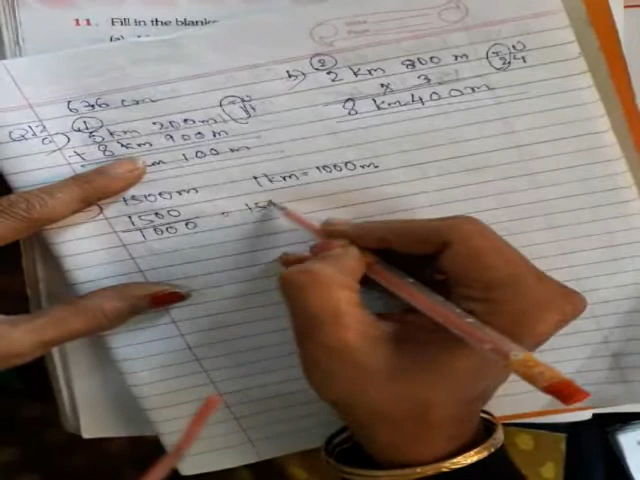 11. Fill in the blanks
636 cm
b) 2 km 800 m
x 3
8 km 400 m
Q12
a) 5 km 200 m
+ 8 km 900 m
km 100 m
1500 m 1 km = 1000 m
1500
1000
=